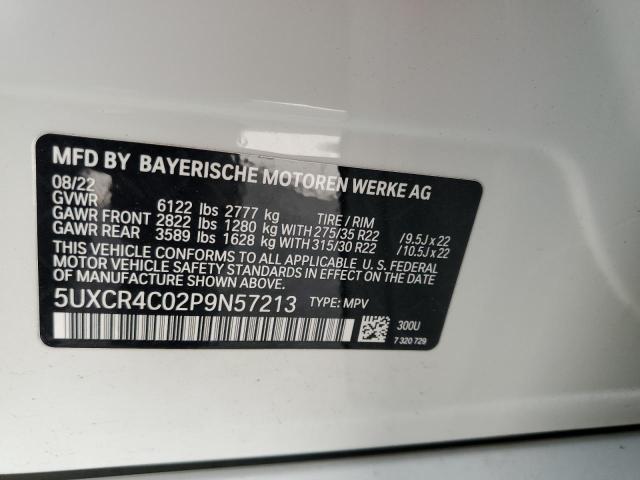 MFD BY BAYERISCHE MOTOREN WERKE AG
08/22
GVWR 6122 lbs 2777 kg TIRE / RIM
GAWR FRONT 2822 lbs 1280 kg WITH 275/35 R22 /9.5J x 22
GAWR REAR 3589 lbs 1628 kg WITH 315/30 R22 /10.5J x 22
THIS VEHICLE CONFORMS TO ALL APPLICABLE U.S. FEDERAL
MOTOR VEHICLE SAFETY STANDARDS IN EFFECT ON THE DATE
OF MANUFACTURE SHOWN ABOVE.
5UXCR4C02P9N57213 TYPE: MPV
300U
7 320 729